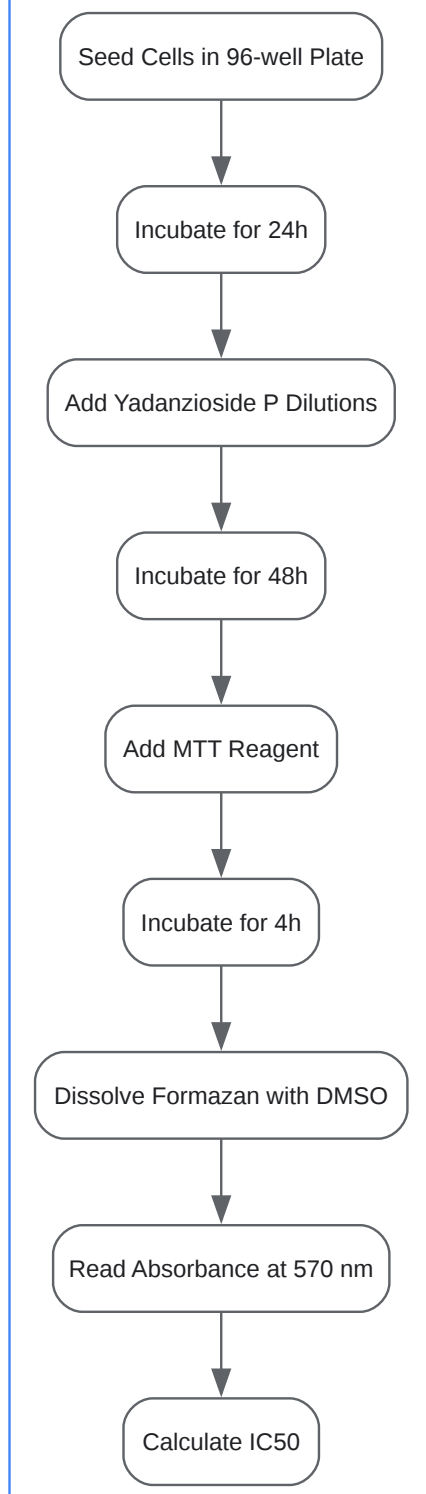 Seed Cells in 96-well Plate
Incubate for 24h
Add Yadanzioside P Dilutions
Incubate for 48h
Add MTT Reagent
Incubate for 4h
Dissolve Formazan with DMSO
Read Absorbance at 570 nm
Calculate IC50